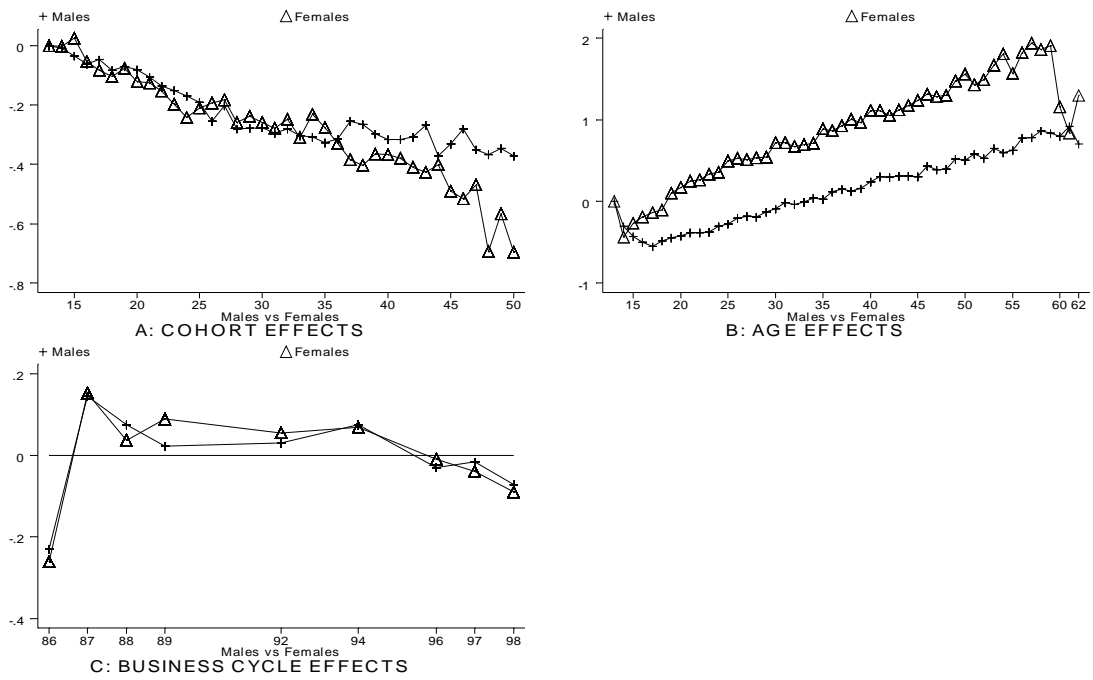 + Males △ Females
0
-.2
-.4
-.6
-.8
15 20 25 30 35 40 45 50
Males vs Females
A: COHORT EFFECTS
+ Males △ Females
2
1
0
-1
15 20 25 30 35 40 45 50 55 60 62
Males vs Females
B: AGE EFFECTS
+ Males △ Females
.2
0
-.2
-.4
86 87 88 89 92 94 96 97 98
Males vs Females
C: BUSINESS CYCLE EFFECTS